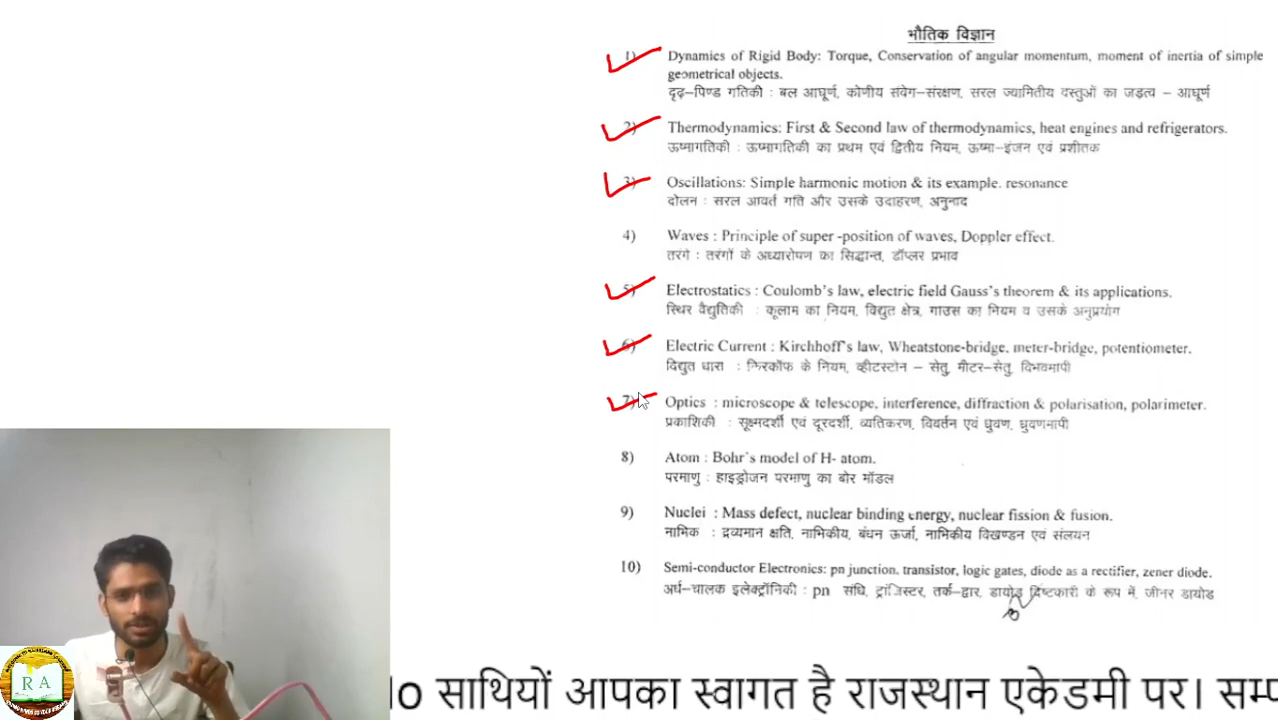 भौतिक विज्ञान
1) Dynamics of Rigid Body: Torque, Conservation of angular momentum, moment of inertia of simple
geometrical objects.
दृढ़–पिण्ड गतिकी : बल आघूर्ण, कोणीय संवेग–संरक्षण, सरल ज्यामितीय वस्तुओं का जड़त्व – आघूर्ण
2) Thermodynamics: First & Second law of thermodynamics, heat engines and refrigerators.
ऊष्मागतिकी : ऊष्मागतिकी का प्रथम एवं द्वितीय नियम, ऊष्मा–इंजन एवं प्रशीतक
3) Oscillations: Simple harmonic motion & its example. resonance
दोलन : सरल आवर्त गति और उसके उदाहरण, अनुनाद
4) Waves : Principle of super -position of waves, Doppler effect.
तरंगे : तरंगों के अध्यारोपण का सिद्धान्त, डॉप्लर प्रभाव
5) Electrostatics : Coulomb's law, electric field Gauss's theorem & its applications.
स्थिर वैद्युतिकी : कूलाम का नियम, विद्युत क्षेत्र, गाउस का नियम व उसके अनुप्रयोग
6) Electric Current : Kirchhoff's law, Wheatstone-bridge, meter-bridge, potentiometer.
विद्युत धारा : किरकॉफ के नियम, व्हीटस्टोन – सेतु, मीटर–सेतु, विभवमापी
7) Optics : microscope & telescope, interference, diffraction & polarisation, polarimeter.
प्रकाशिकी : सूक्ष्मदर्शी एवं दूरदर्शी, व्यतिकरण, विवर्तन एवं ध्रुवण, ध्रुवणमापी
8) Atom : Bohr's model of H- atom.
परमाणु : हाइड्रोजन परमाणु का बोर मॉडल
9) Nuclei : Mass defect, nuclear binding energy, nuclear fission & fusion.
नाभिक : द्रव्यमान क्षति, नाभिकीय, बंधन ऊर्जा, नाभिकीय विखण्डन एवं संलयन
10) Semi-conductor Electronics: pn junction, transistor, logic gates, diode as a rectifier, zener diode.
अर्ध–चालक इलेक्ट्रॉनिकी : pn संधि, ट्रांजिस्टर, तर्क–द्वार, डायोड दिष्टकारी के रूप में, जीनर डायोड
RA
lo साथियों आपका स्वागत है राजस्थान एकेडमी पर। सम्प